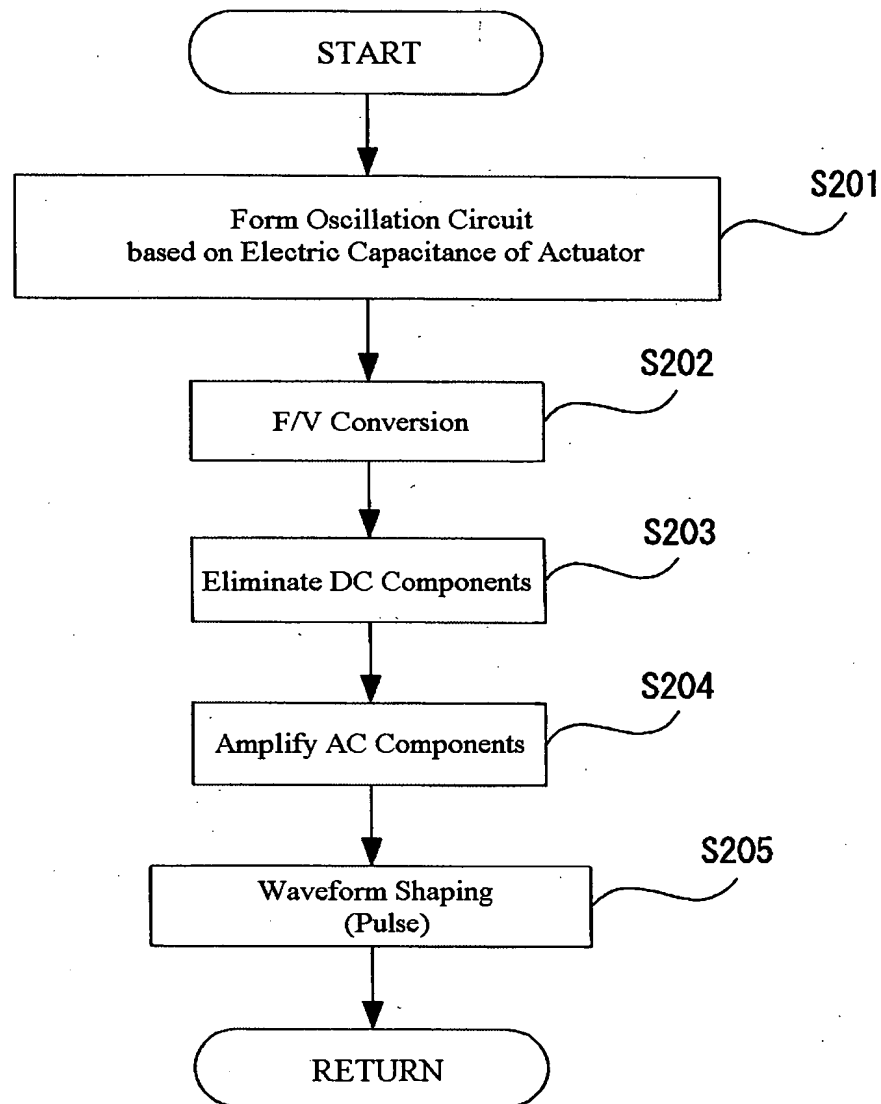 START
S201
Form Oscillation Circuit
based on Electric Capacitance of Actuator
S202
F/V Conversion
S203
Eliminate DC Components
S204
Amplify AC Components
S205
Waveform Shaping
(Pulse)
RETURN